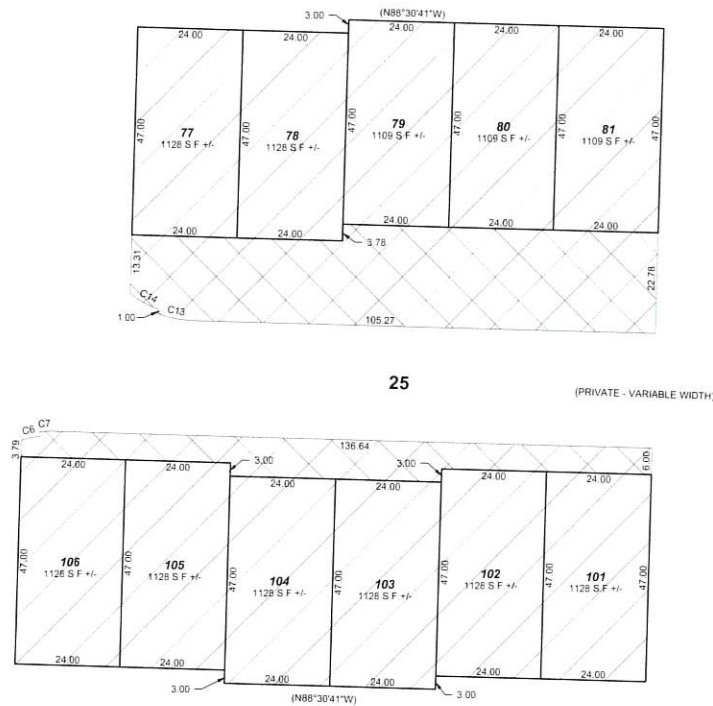 (N88°30'41"W)
3.00
24.00 24.00 24.00 24.00 24.00
47.00 77 47.00 78 47.00 79 47.00 80 47.00 81
1128 S.F +/- 1128 S.F +/- 1109 S.F +/- 1109 S.F +/- 1109 S.F +/-
24.00 24.00 24.00 24.00 24.00
3.78
13.31 22.78
C14
1.00 C13
105.27
25
(PRIVATE - VARIABLE WIDTH)
C6 C7
3.79 136.64 6.00
24.00 24.00 3.00 24.00 24.00 3.00 24.00 24.00
47.00 106 47.00 105 47.00 104 47.00 103 47.00 102 47.00 101 47.00
1128 S.F +/- 1128 S.F +/- 1128 S.F +/- 1128 S.F +/- 1128 S.F +/- 1128 S.F +/-
24.00 24.00 24.00 24.00 24.00 24.00
3.00 3.00
(N88°30'41"W)